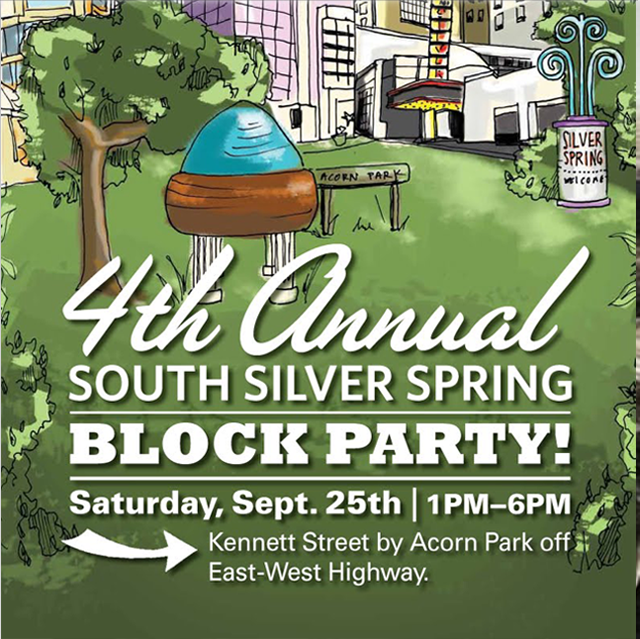 ACORN PARK
SILVER
SPRING
WELCOME
4th Annual
SOUTH SILVER SPRING
BLOCK PARTY!
Saturday, Sept. 25th | 1PM–6PM
Kennett Street by Acorn Park off
East-West Highway.